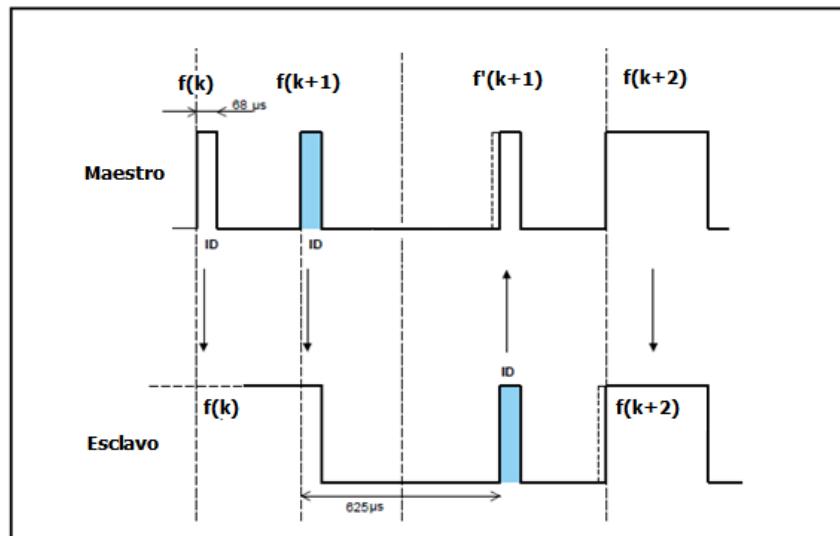 f(k) f(k+1) f'(k+1) f(k+2)
68 µs
Maestro
ID ID
ID
f(k) f(k+2)
Esclavo
625µs